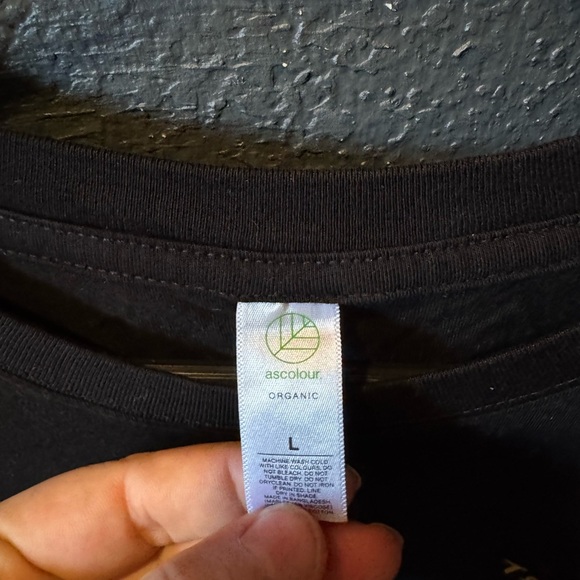 ascolour.
ORGANIC
L
MACHINE WASH COLD
WITH LIKE COLOURS. DO
NOT BLEACH. DO NOT
TUMBLE DRY. DO NOT
DRYCLEAN. DO NOT IRON
IF PRINTED. LINE
DRY IN SHADE.
MADE IN BANGLADESH.